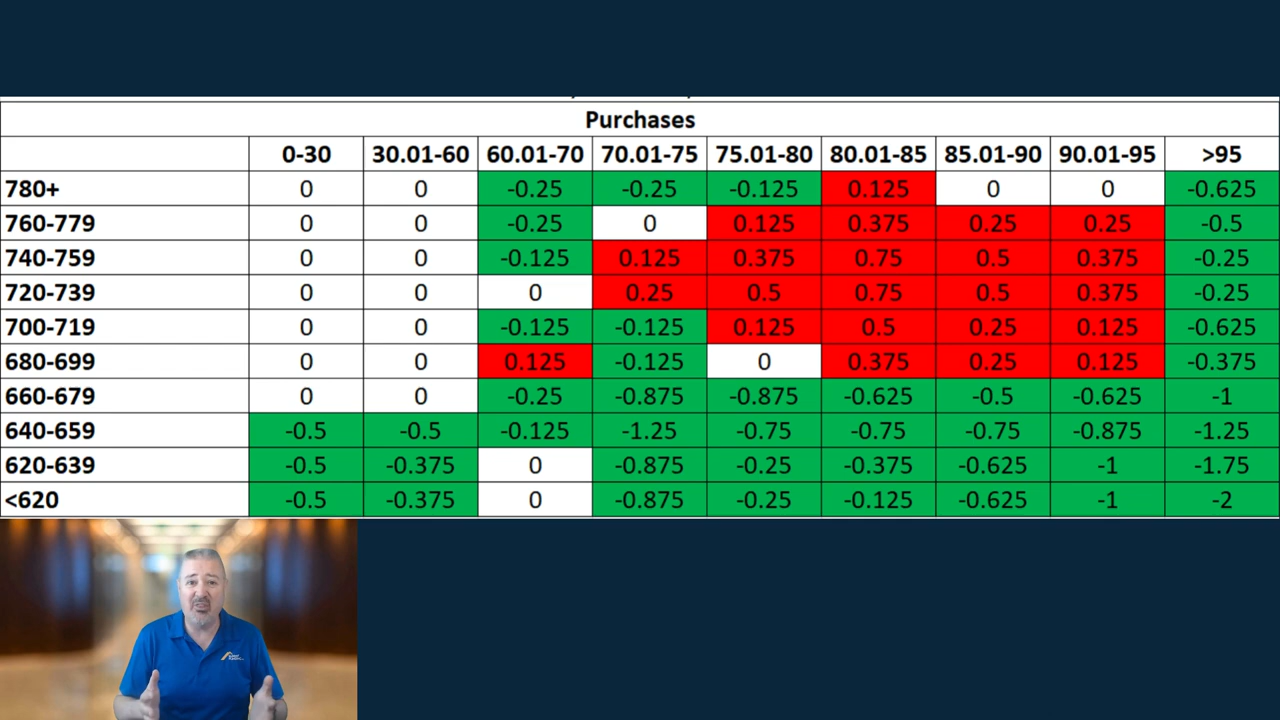 Purchases
0-30 30.01-60 60.01-70 70.01-75 75.01-80 80.01-85 85.01-90 90.01-95 >95
780+ 0 0 -0.25 -0.25 -0.125 0.125 0 0 -0.625
760-779 0 0 -0.25 0 0.125 0.375 0.25 0.25 -0.5
740-759 0 0 -0.125 0.125 0.375 0.75 0.5 0.375 -0.25
720-739 0 0 0 0.25 0.5 0.75 0.5 0.375 -0.25
700-719 0 0 -0.125 -0.125 0.125 0.5 0.25 0.125 -0.625
680-699 0 0 0.125 -0.125 0 0.375 0.25 0.125 -0.375
660-679 0 0 -0.25 -0.875 -0.875 -0.625 -0.5 -0.625 -1
640-659 -0.5 -0.5 -0.125 -1.25 -0.75 -0.75 -0.75 -0.875 -1.25
620-639 -0.5 -0.375 0 -0.875 -0.25 -0.375 -0.625 -1 -1.75
<620 -0.5 -0.375 0 -0.875 -0.25 -0.125 -0.625 -1 -2